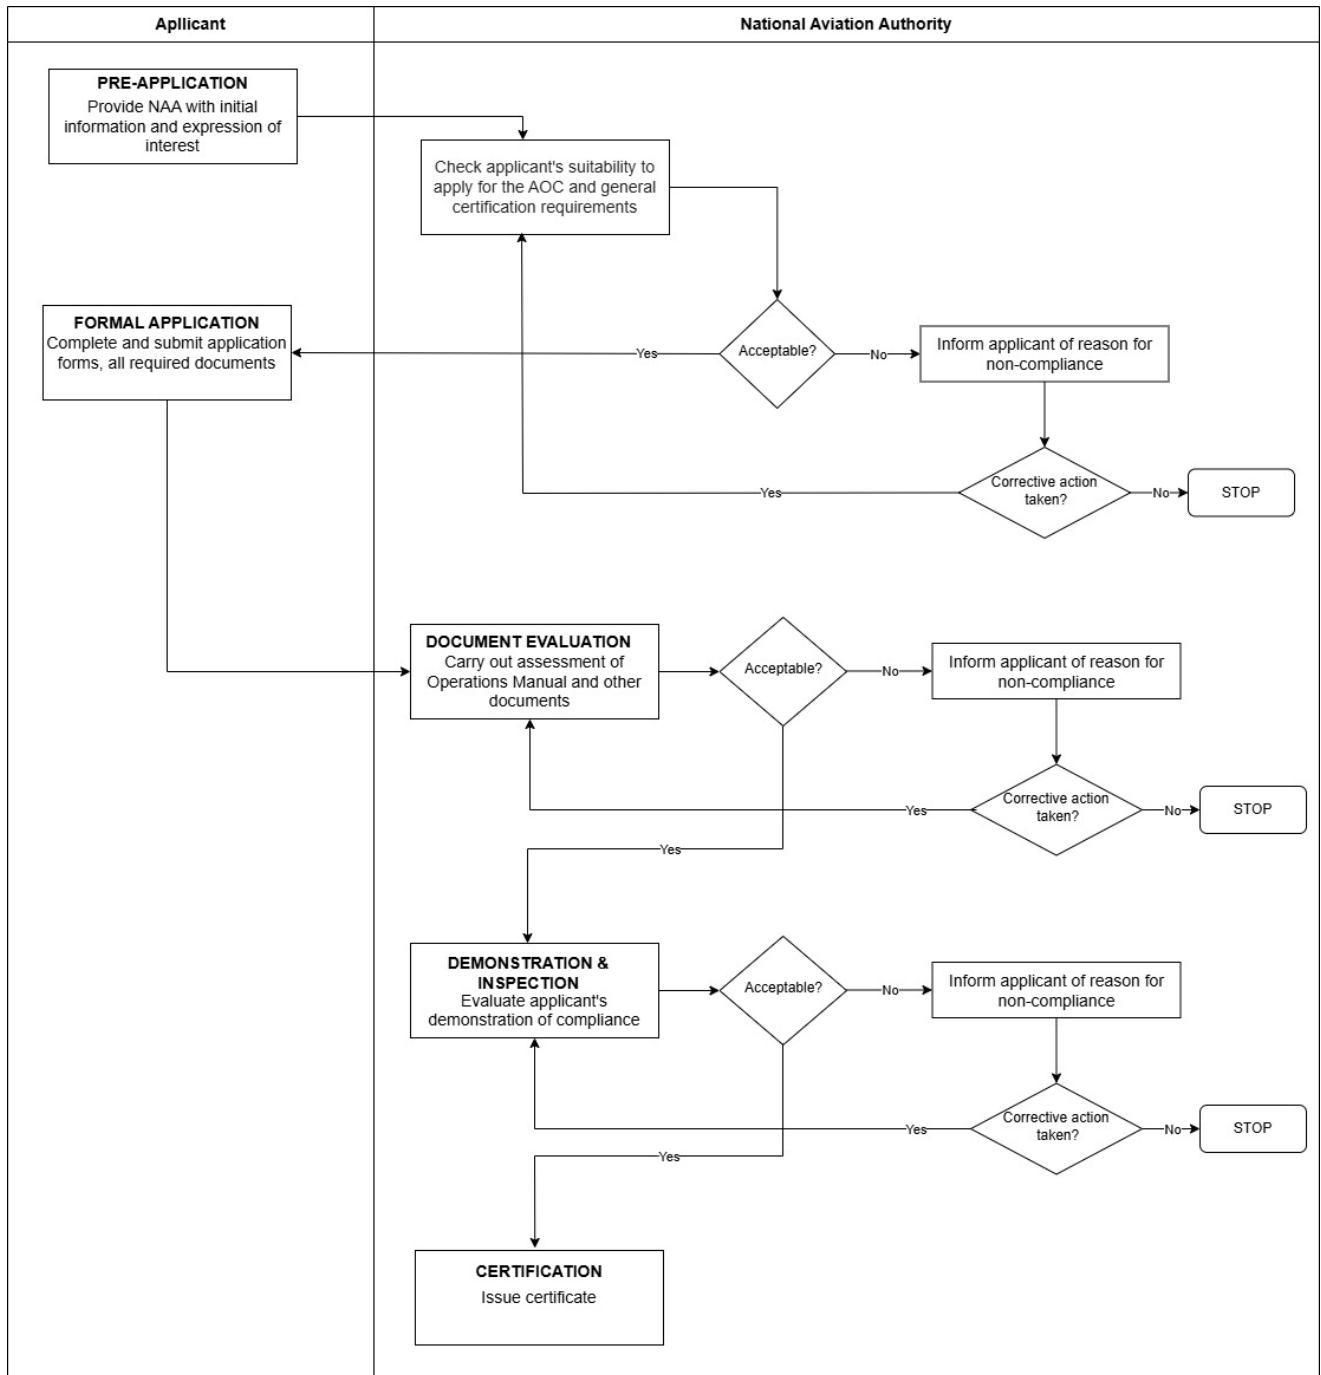 Apllicant
National Aviation Authority
PRE-APPLICATION
Provide NAA with initial
information and expression of
interest
Check applicant's suitability to
apply for the AOC and general
certification requirements
FORMAL APPLICATION
Complete and submit application
forms, all required documents
Yes
Acceptable?
No
Inform applicant of reason for
non-compliance
Yes
Corrective action
taken?
No
STOP
DOCUMENT EVALUATION
Carry out assessment of
Operations Manual and other
documents
Acceptable?
No
Inform applicant of reason for
non-compliance
Yes
Corrective action
taken?
No
STOP
Yes
DEMONSTRATION &
INSPECTION
Evaluate applicant's
demonstration of compliance
Acceptable?
No
Inform applicant of reason for
non-compliance
Yes
Corrective action
taken?
No
STOP
Yes
CERTIFICATION
Issue certificate